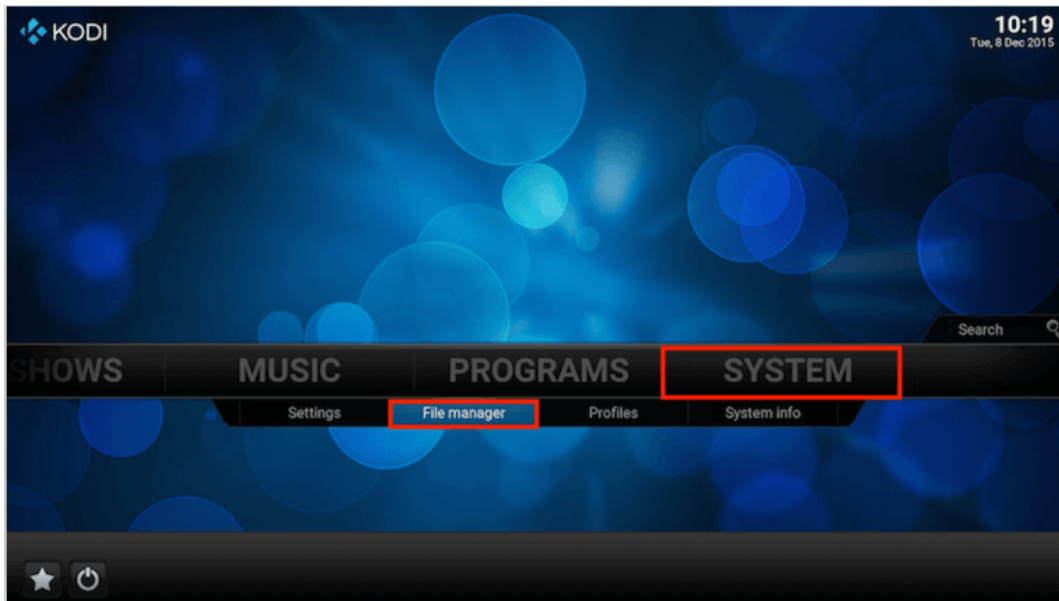 KODI
10:19
Tue, 8 Dec 2015
Search
SHOWS MUSIC PROGRAMS SYSTEM
Settings File manager Profiles System info